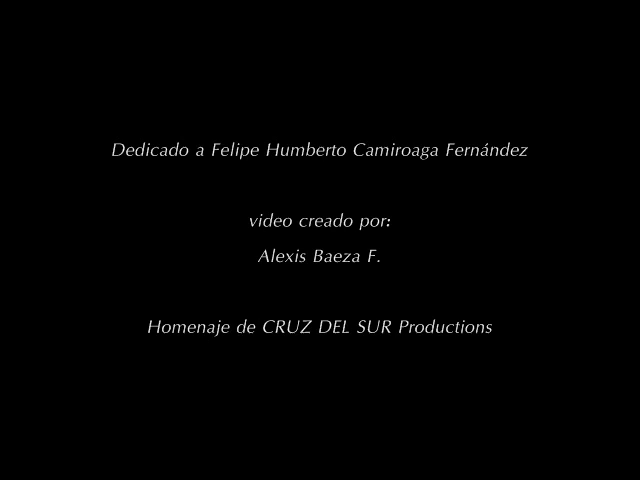 Dedicado a Felipe Humberto Camiroaga Fernández
video creado por:
Alexis Baeza F.
Homenaje de CRUZ DEL SUR Productions